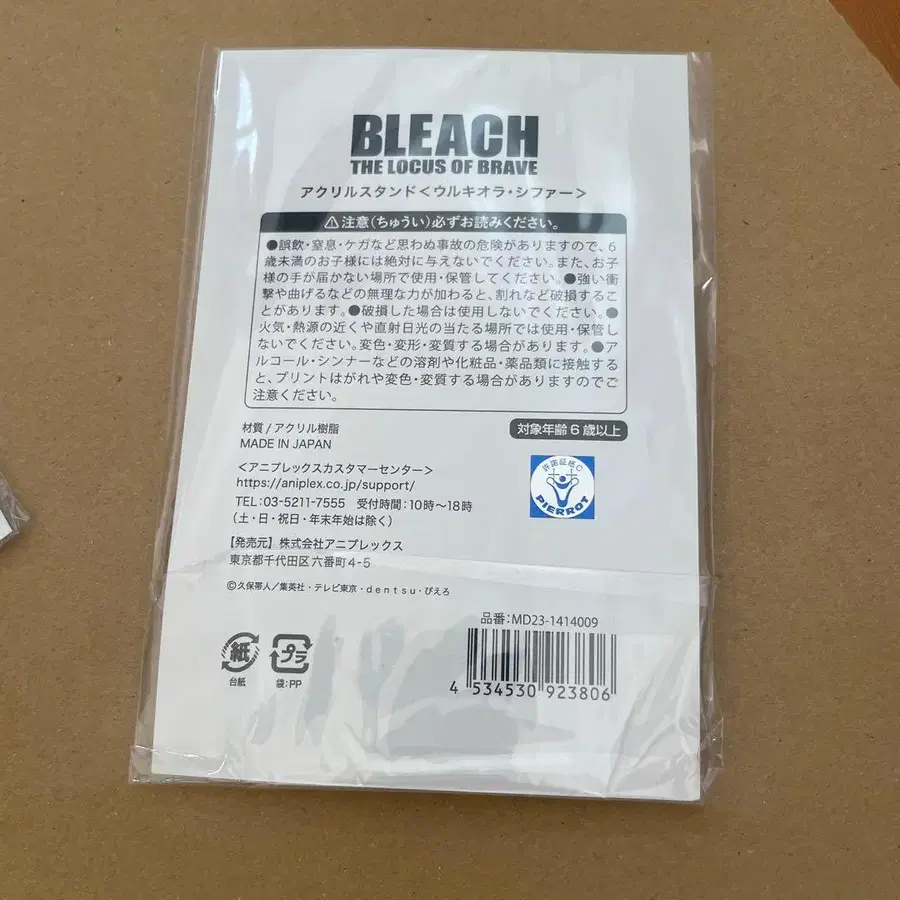 BLEACH
THE LOCUS OF BRAVE
アクリルスタンド＜ウルキオラ・シファー＞
⚠注意(ちゅうい)必ずお読みください。
●誤飲・窒息・ケガなど思わぬ事故の危険がありますので、6
歳未満のお子様には絶対に与えないでください。また、お子
様の手が届かない場所で使用・保管してください。●強い衝
撃や曲げるなどの無理な力が加わると、割れなど破損するこ
とがあります。●破損した場合は使用しないでください。●
火気・熱源の近くや直射日光の当たる場所では使用・保管し
ないでください。変色・変形・変質する場合があります。●ア
ルコール・シンナーなどの溶剤や化粧品・薬品類に接触する
と、プリントはがれや変色・変質する場合がありますのでご
注意ください。
材質/アクリル樹脂
対象年齢6歳以上
MADE IN JAPAN
＜アニプレックスカスタマーセンター＞
https://aniplex.co.jp/support/
TEL:03-5211-7555 受付時間:10時〜18時
(土・日・祝日・年末年始は除く)
許諾証紙C
PIERROT
【発売元】株式会社アニプレックス
東京都千代田区六番町4-5
©久保帯人/集英社・テレビ東京・dentsu・ぴえろ
品番:MD23-1414009
紙
台紙
プラ
袋:PP
4 534530 923806